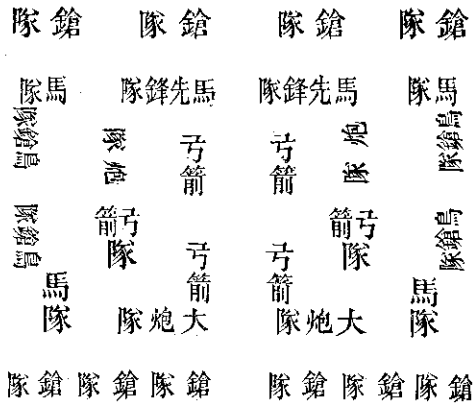 鎗隊 鎗隊 鎗隊 鎗隊
馬隊 馬先鋒隊 馬先鋒隊 馬隊
鳥鎗隊 炮隊 弓箭 弓箭 炮隊 鳥鎗隊
鳥鎗隊 弓箭隊 弓箭 弓箭 弓箭隊 鳥鎗隊
馬隊 大炮隊 大炮隊 馬隊
鎗隊 鎗隊 鎗隊 鎗隊 鎗隊 鎗隊